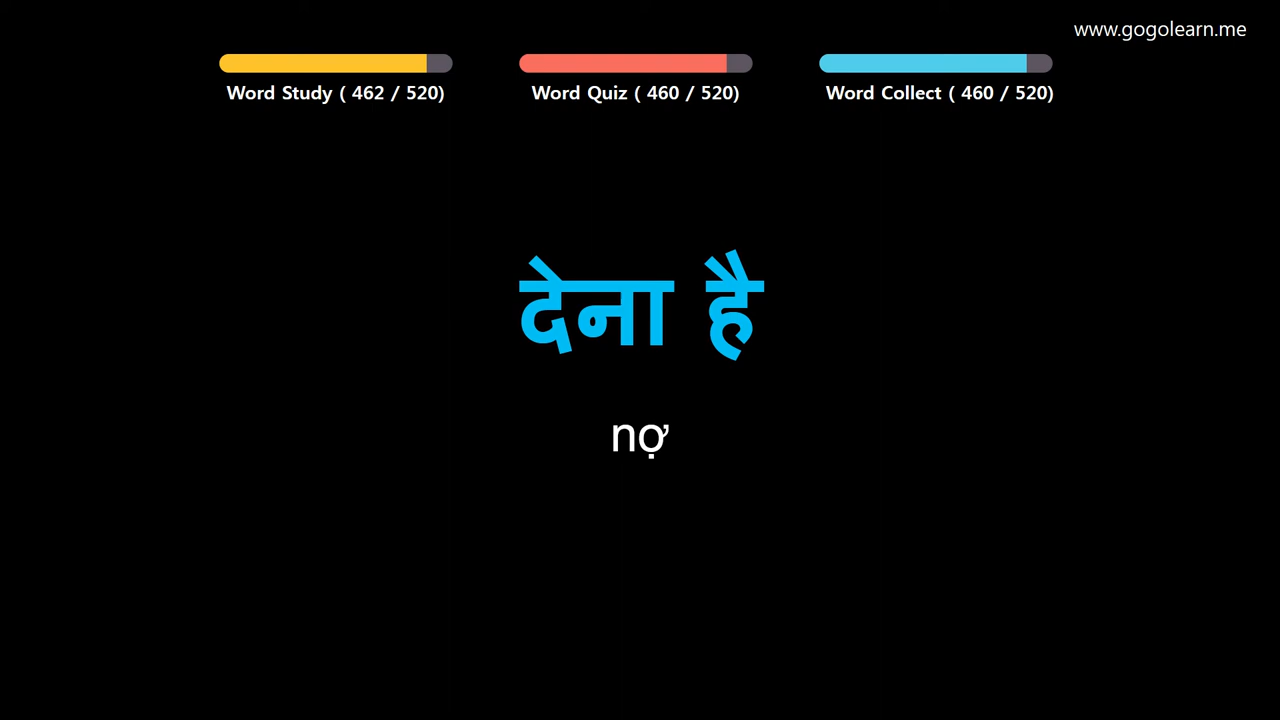 www.gogolearn.me
Word Study ( 462 / 520)
Word Quiz ( 460 / 520)
Word Collect ( 460 / 520)
देना है
nợ